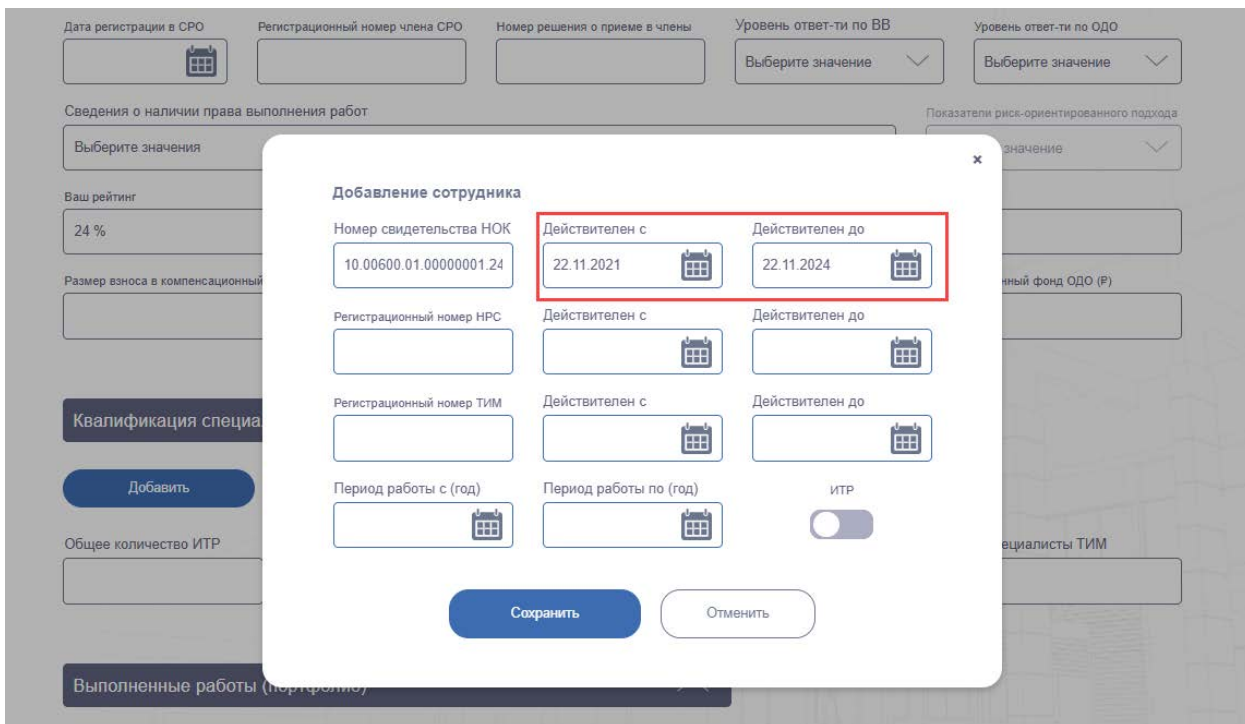 Дата регистрации в СРО
Регистрационный номер члена СРО
Номер решения о приеме в члены
Уровень ответ-ти по ВВ
Уровень ответ-ти по ОДО
Выберите значение
Выберите значение
Сведения о наличии права выполнения работ
Показатели риск-ориентированного подхода
Выберите значения
значение
Ваш рейтинг
24 %
Размер взноса в компенсационный
нный фонд ОДО (₽)
Квалификация специа
Добавить
Общее количество ИТР
ециалисты ТИМ
Выполненные работы (портфолио)
×
Добавление сотрудника
Номер свидетельства НОК
Действителен с
Действителен до
10.00600.01.00000001.24
22.11.2021
22.11.2024
Регистрационный номер НРС
Действителен с
Действителен до
Регистрационный номер ТИМ
Действителен с
Действителен до
Период работы с (год)
Период работы по (год)
ИТР
Сохранить
Отменить